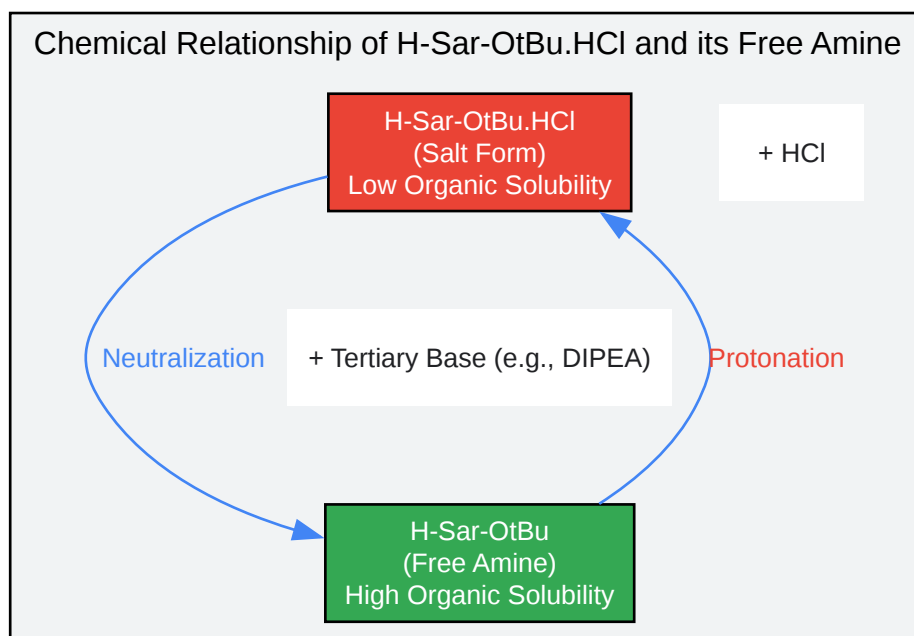 Chemical Relationship of H-Sar-OtBu.HCl and its Free Amine
H-Sar-OtBu.HCl
(Salt Form)
Low Organic Solubility
+ HCl
Neutralization
+ Tertiary Base (e.g., DIPEA)
Protonation
H-Sar-OtBu
(Free Amine)
High Organic Solubility